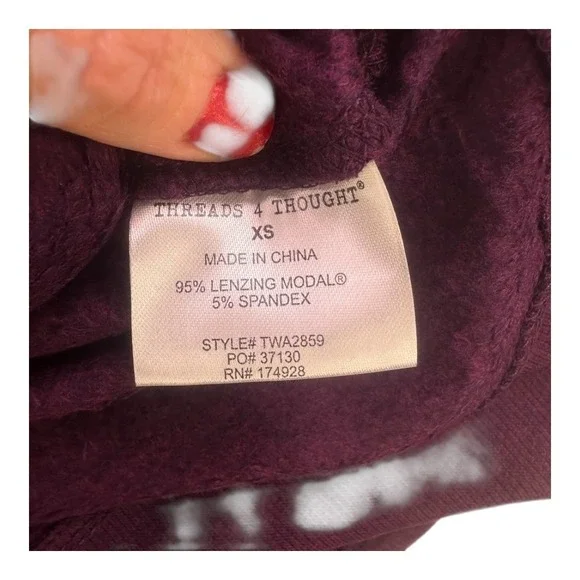 THREADS 4 THOUGHT®
XS
MADE IN CHINA
95% LENZING MODAL®
5% SPANDEX
STYLE# TWA2859
PO# 37130
RN# 174928